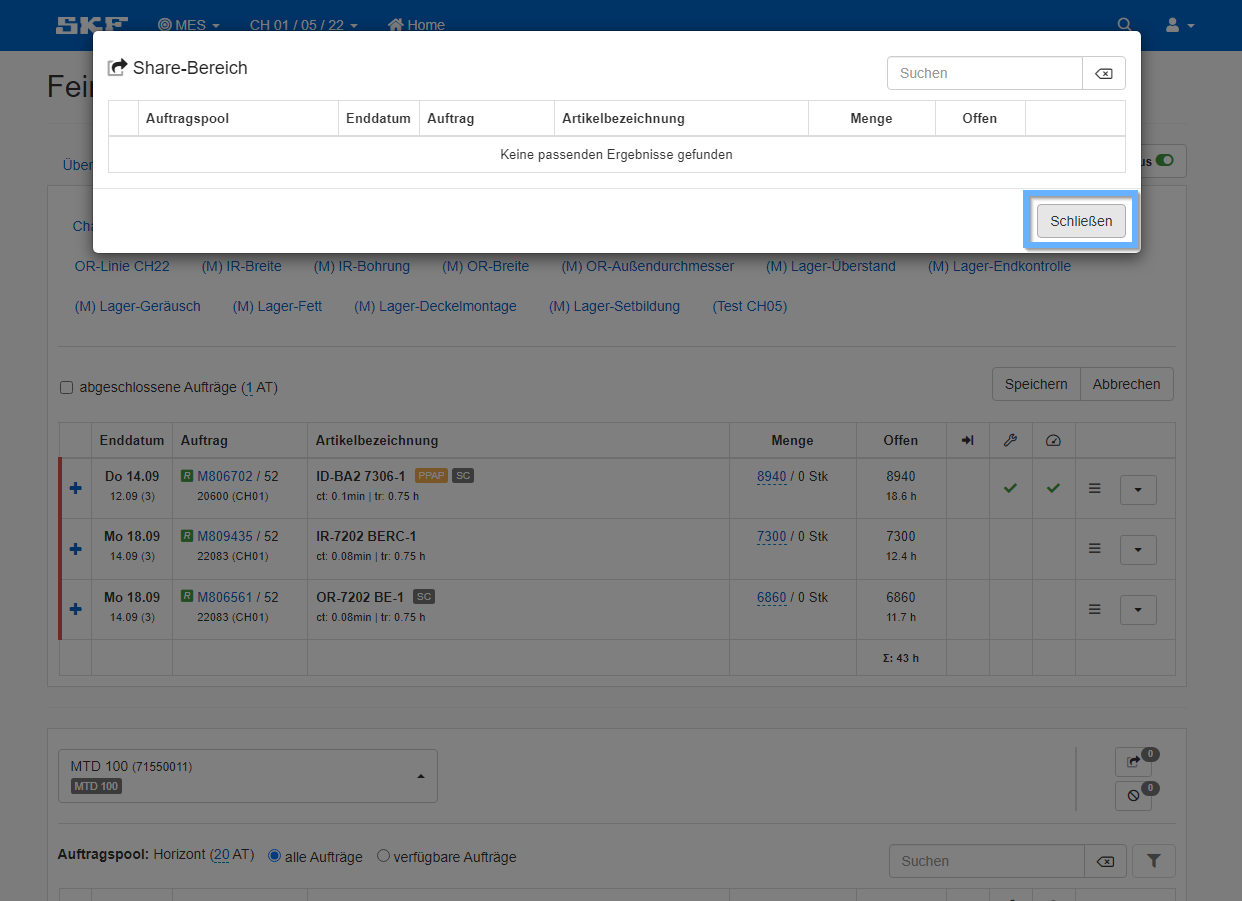 SKF MES CH 01 / 05 / 22 Home
Fei
Share-Bereich Suchen
Auftragspool Enddatum Auftrag Artikelbezeichnung Menge Offen
Keine passenden Ergebnisse gefunden
Über us
Schließen
Cha
OR-Linie CH22 (M) IR-Breite (M) IR-Bohrung (M) OR-Breite (M) OR-Außendurchmesser (M) Lager-Überstand (M) Lager-Endkontrolle
(M) Lager-Geräusch (M) Lager-Fett (M) Lager-Deckelmontage (M) Lager-Setbildung (Test CH05)
abgeschlossene Aufträge (1 AT) Speichern Abbrechen
Enddatum Auftrag Artikelbezeichnung Menge Offen
Do 14.09 R M806702 / 52 ID-BA2 7306-1 PPAP SC 8940 / 0 Stk 8940
12.09 (3) 20600 (CH01) ct: 0.1min | tr: 0.75 h 18.6 h
Mo 18.09 R M809435 / 52 IR-7202 BERC-1 7300 / 0 Stk 7300
14.09 (3) 22083 (CH01) ct: 0.08min | tr: 0.75 h 12.4 h
Mo 18.09 R M806561 / 52 OR-7202 BE-1 SC 6860 / 0 Stk 6860
14.09 (3) 22083 (CH01) ct: 0.08min | tr: 0.75 h 11.7 h
Σ: 43 h
MTD 100 (71550011) 0
MTD 100 0
Auftragspool: Horizont (20 AT) alle Aufträge verfügbare Aufträge Suchen